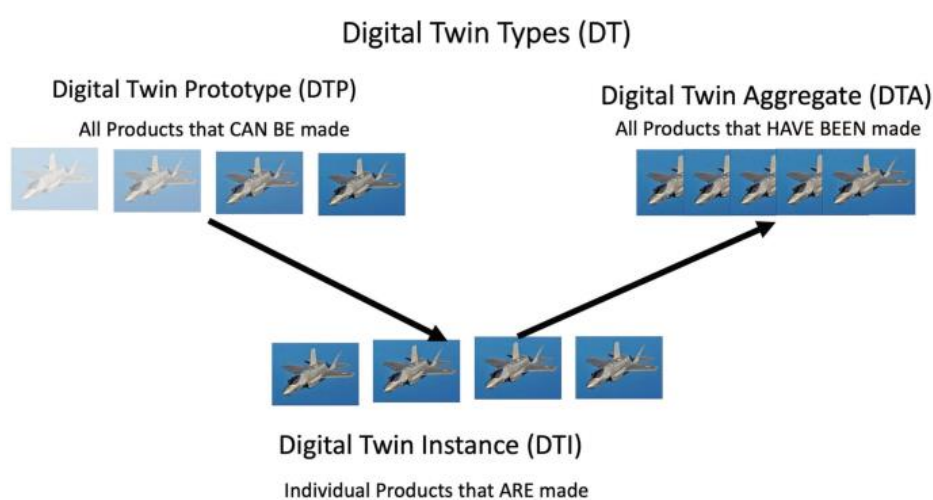 Digital Twin Types (DT)
Digital Twin Prototype (DTP)
All Products that CAN BE made
Digital Twin Aggregate (DTA)
All Products that HAVE BEEN made
Digital Twin Instance (DTI)
Individual Products that ARE made